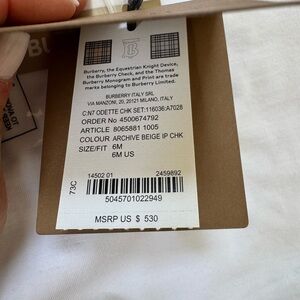 BU
Burberry, the Equestrian Knight Device,
the Burberry Check, and the Thomas
Burberry Monogram and Print are trade
marks belonging to Burberry Limited.
BURBERRY ITALY SRL
VIA MANZONI, 20, 20121 MILANO, ITALY
C:N7 ODETTE CHK SET:116036:A7028
ORDER No 4500674792
ARTICLE 8065881 1005
COLOUR ARCHIVE BEIGE IP CHK
SIZE/FIT 6M
6M US
73C
14502 01 2459892
5045701022949
MSRP US $ 530